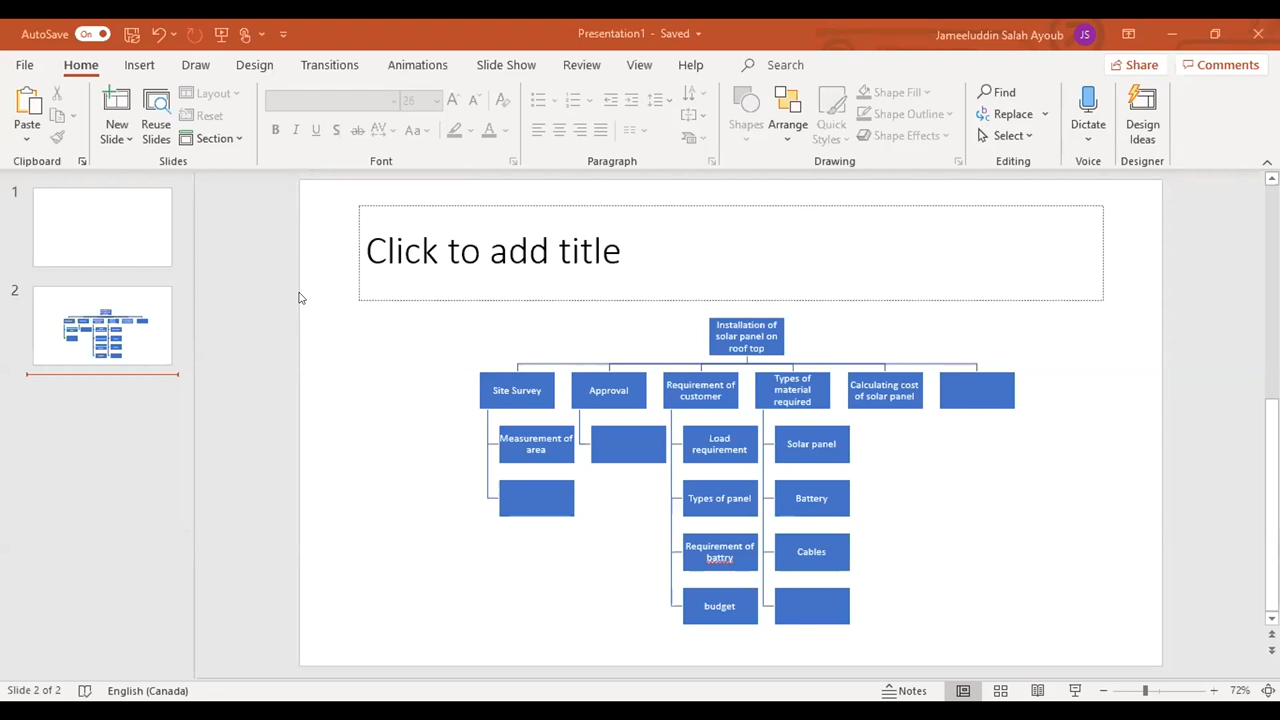 AutoSave On Presentation1 - Saved Jameeluddin Salah Ayoub JS
File Home Insert Draw Design Transitions Animations Slide Show Review View Help Search Share Comments
Paste
New Slide
Reuse Slides
Layout
Reset
Section
26
Aa
Shapes
Arrange
Quick Styles
Shape Fill
Shape Outline
Shape Effects
Find
Replace
Select
Dictate
Design Ideas
Clipboard Slides Font Paragraph Drawing Editing Voice Designer
1
2
Click to add title
Installation of
solar panel on
roof top
Site Survey
Approval
Requirement of
customer
Types of
material
required
Calculating cost
of solar panel
Measurement of
area
Load
requirement
Solar panel
Types of panel
Battery
Requirement of
battry
Cables
budget
Slide 2 of 2 English (Canada) Notes 72%